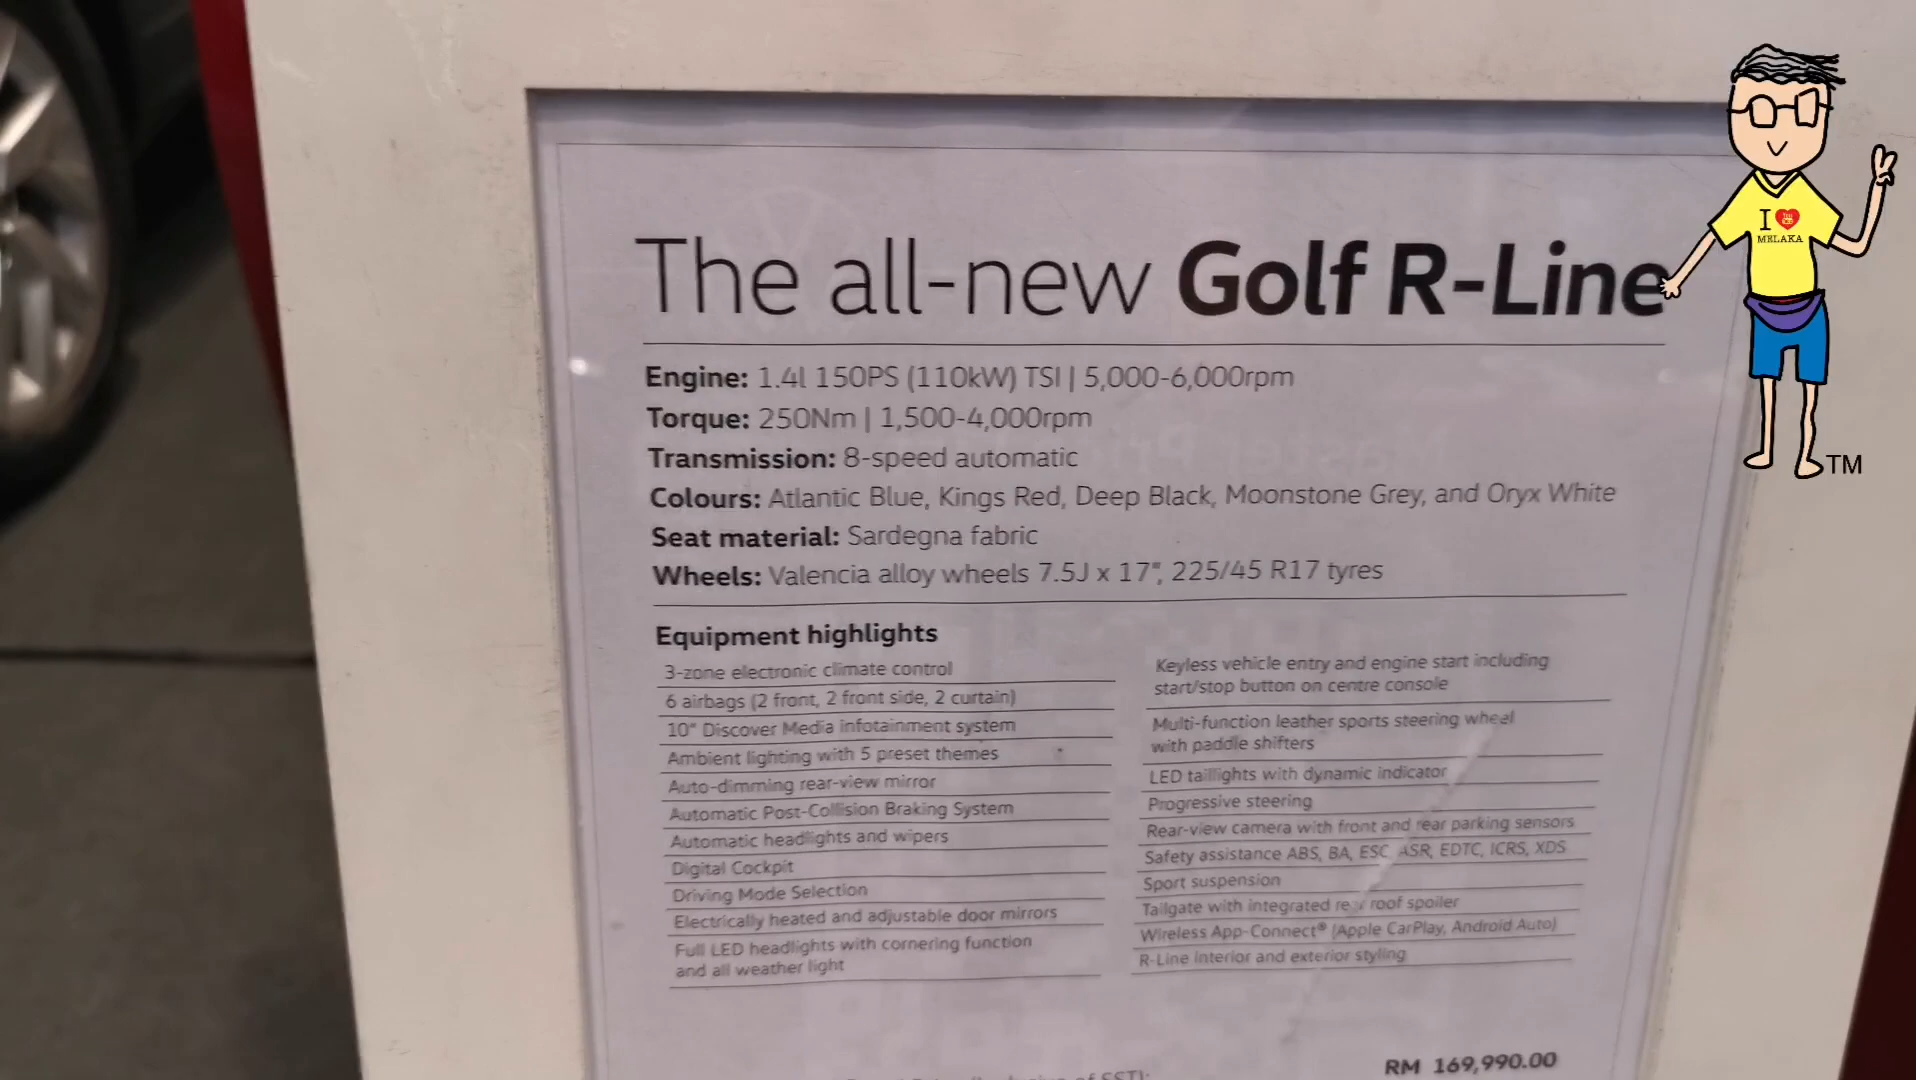 The all-new Golf R-Line
Engine: 1.4l 150PS (110kW) TSI | 5,000-6,000rpm
Torque: 250Nm | 1,500-4,000rpm
Transmission: 8-speed automatic
Colours: Atlantic Blue, Kings Red, Deep Black, Moonstone Grey, and Oryx White
Seat material: Sardegna fabric
Wheels: Valencia alloy wheels 7.5J x 17", 225/45 R17 tyres
Equipment highlights
3-zone electronic climate control
6 airbags (2 front, 2 front side, 2 curtain)
10" Discover Media infotainment system
Ambient lighting with 5 preset themes
Auto-dimming rear-view mirror
Automatic Post-Collision Braking System
Automatic headlights and wipers
Digital Cockpit
Driving Mode Selection
Electrically heated and adjustable door mirrors
Full LED headlights with cornering function
and all weather light
Keyless vehicle entry and engine start including
start/stop button on centre console
Multi-function leather sports steering wheel
with paddle shifters
LED taillights with dynamic indicator
Progressive steering
Rear-view camera with front and rear parking sensors
Safety assistance ABS, BA, ESC, ASR, EDTC, ICRS, XDS
Sport suspension
Tailgate with integrated rear roof spoiler
Wireless App-Connect® (Apple CarPlay, Android Auto)
R-Line interior and exterior styling
RM 169,990.00
I
MELAKA
TM